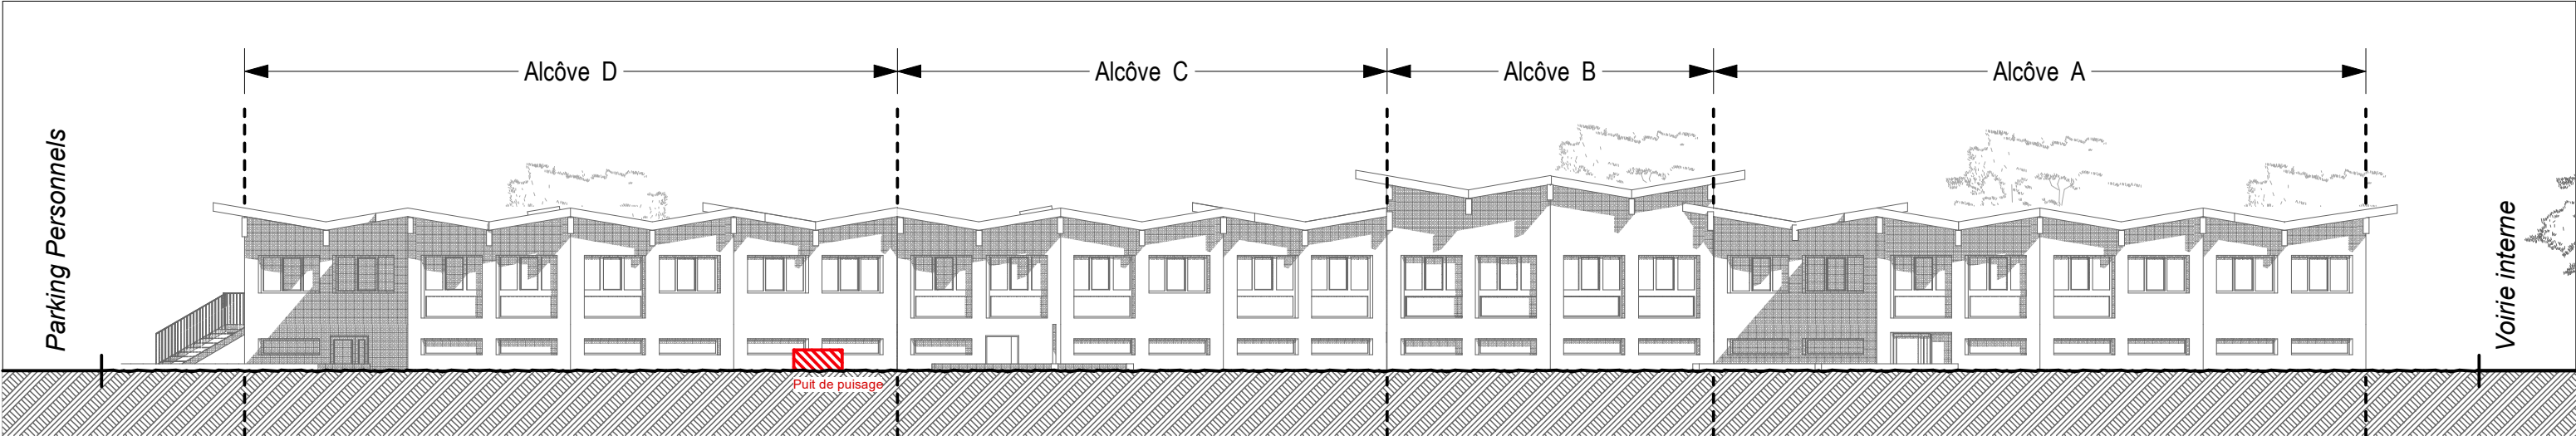 Alcôve D
Alcôve C
Alcôve B
Alcôve A
Parking Personnels
Voirie interne
Puit de puisage